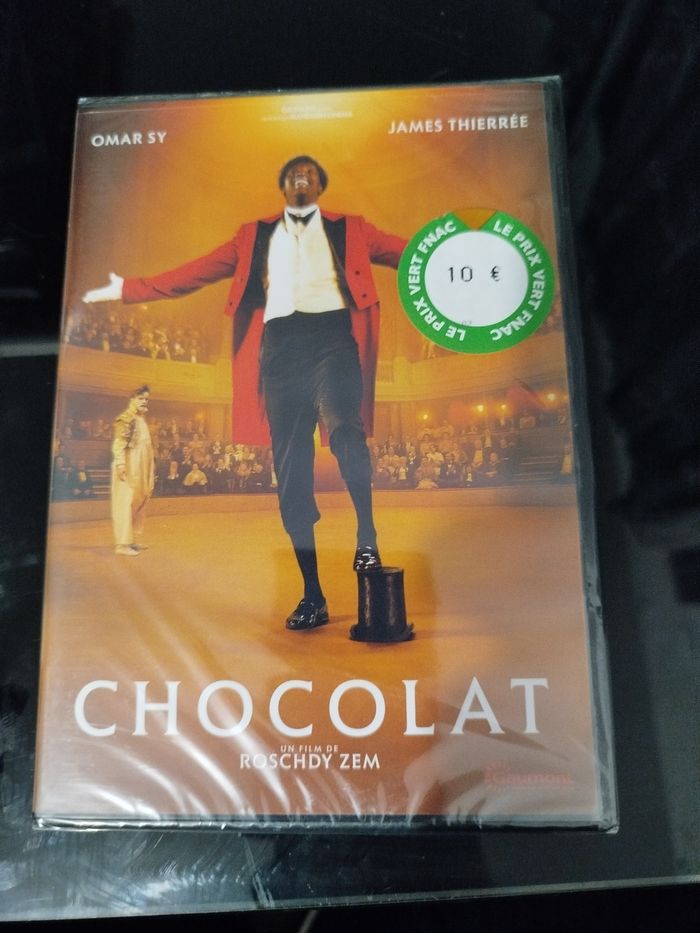 OMAR SY
JAMES THIERRÉE
LE PRIX VERT FNAC
LE PRIX VERT FNAC
10 €
CHOCOLAT
UN FILM DE
ROSCHDY ZEM
Gaumont